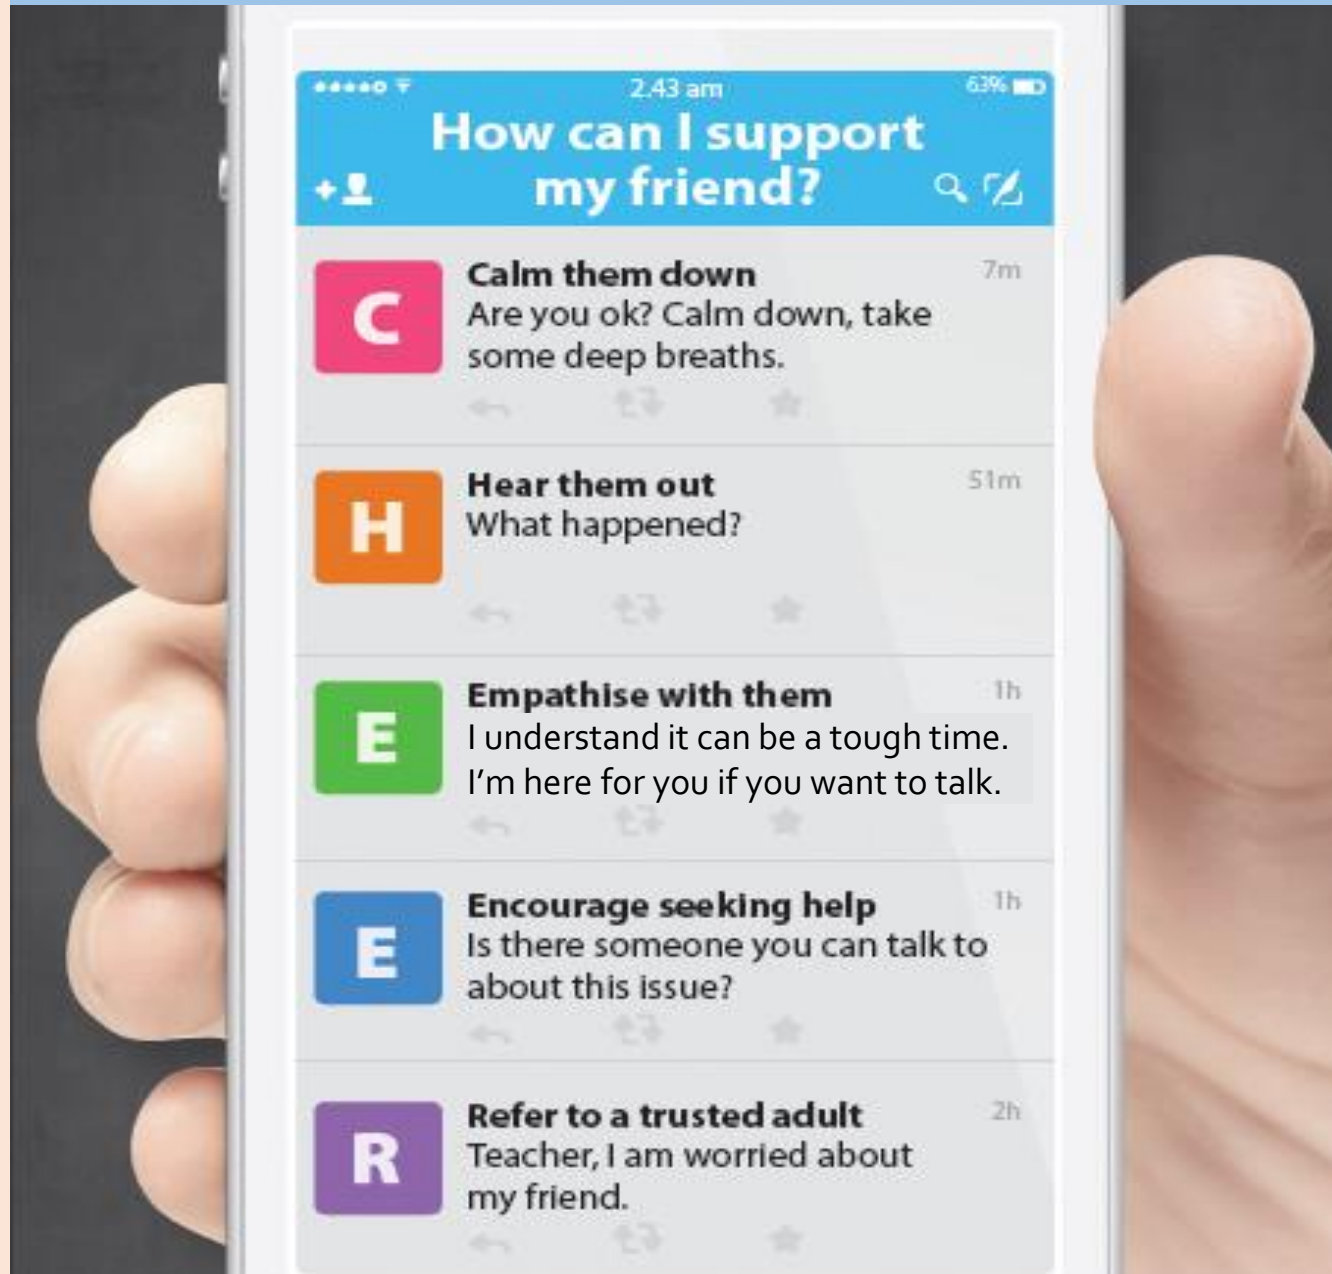 2.43 am
63%
How can I support
my friend?
C
Calm them down
7m
Are you ok? Calm down, take
some deep breaths.
H
Hear them out
51m
What happened?
E
Empathise with them
1h
I understand it can be a tough time.
I'm here for you if you want to talk.
E
Encourage seeking help
1h
Is there someone you can talk to
about this issue?
R
Refer to a trusted adult
2h
Teacher, I am worried about
my friend.